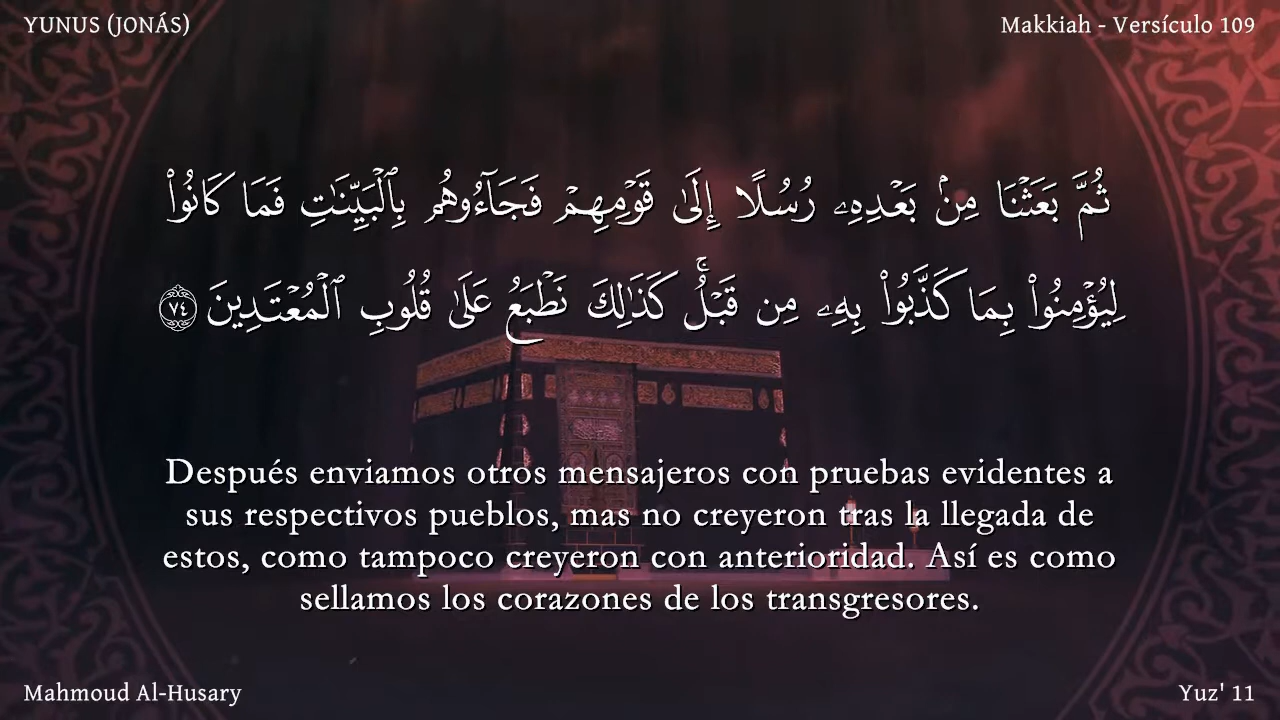 YUNUS (JONÁS)
Makkiah - Versículo 109
ثُمَّ بَعَثْنَا مِنۢ بَعْدِهِۦ رُسُلًا إِلَىٰ قَوْمِهِمْ فَجَآءُوهُم بِٱلْبَيِّنَـٰتِ فَمَا كَانُوا۟
لِيُؤْمِنُوا۟ بِمَا كَذَّبُوا۟ بِهِۦ مِن قَبْلُ ۚ كَذَٰلِكَ نَطْبَعُ عَلَىٰ قُلُوبِ ٱلْمُعْتَدِينَ ٧٤
Después enviamos otros mensajeros con pruebas evidentes a
sus respectivos pueblos, mas no creyeron tras la llegada de
estos, como tampoco creyeron con anterioridad. Así es como
sellamos los corazones de los transgresores.
Mahmoud Al-Husary
Yuz' 11